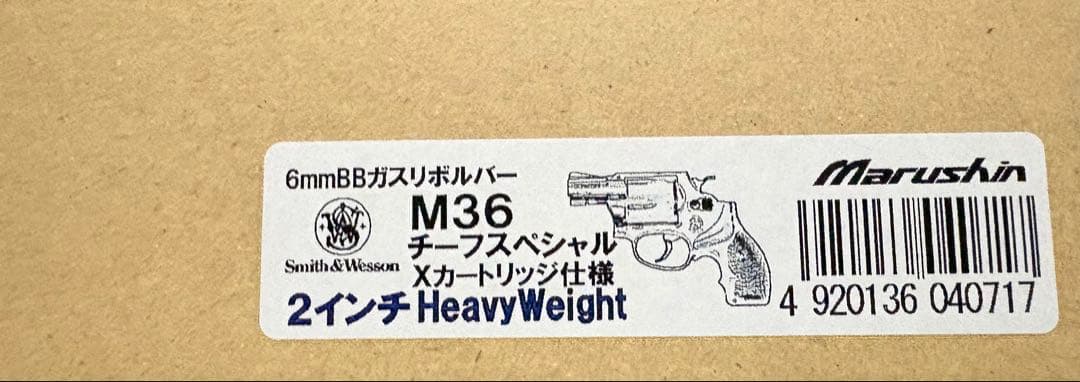 6mmBBガスリボルバー
Marushin
Smith & Wesson
M36
チーフスペシャル
Xカートリッジ仕様
2インチ HeavyWeight
4 920136 040717